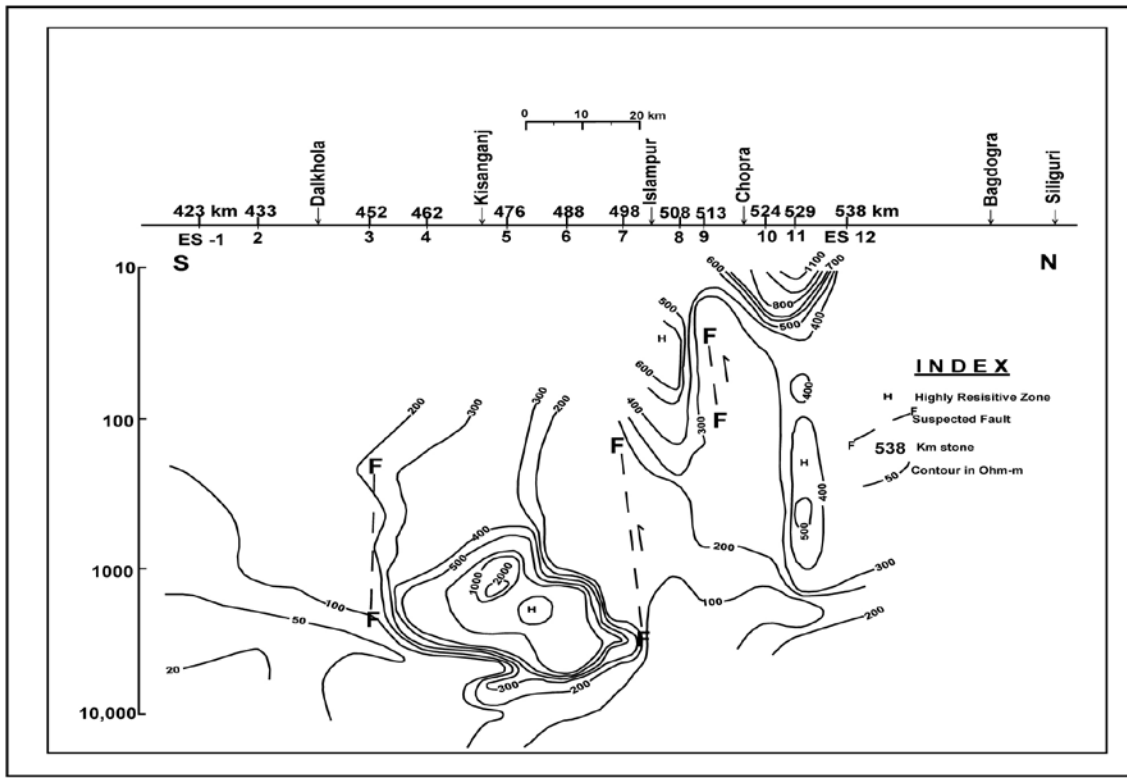 0 10 20 km
Dalkhola
Kisanganj
Islampur
Chopra
Bagdogra
Siliguri
423 km 433 452 462 476 488 498 508 513 524 529 538 km
ES -1 2 3 4 5 6 7 8 9 10 11 ES 12
S N
10
100
1000
10,000
600 1100 700
800
500 400
500
H
600
F
F
400
300
200 300 300 200
400
F
F
H
400
500
200
300
400
500
1000 2000
H
100
50
F
F
100
200
20
300 200
INDEX
H Highly Resisitive Zone
F F Suspected Fault
538 Km stone
50 Contour in Ohm-m